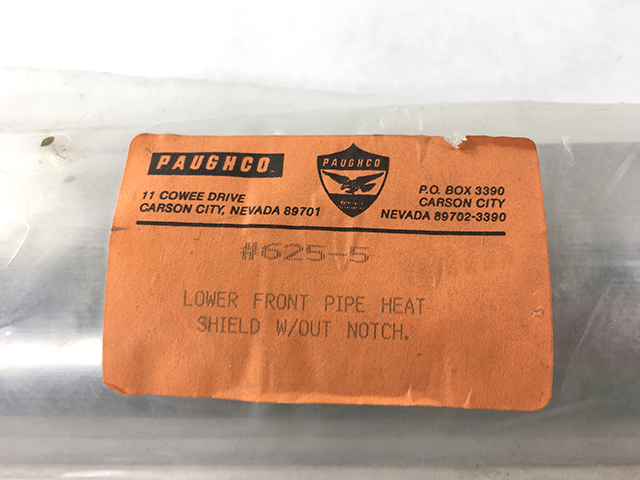 PAUGHCO
11 COWEE DRIVE
CARSON CITY, NEVADA 89701
PAUGHCO
P.O. BOX 3390
CARSON CITY
NEVADA 89702-3390
#625-5
LOWER FRONT PIPE HEAT
SHIELD W/OUT NOTCH.